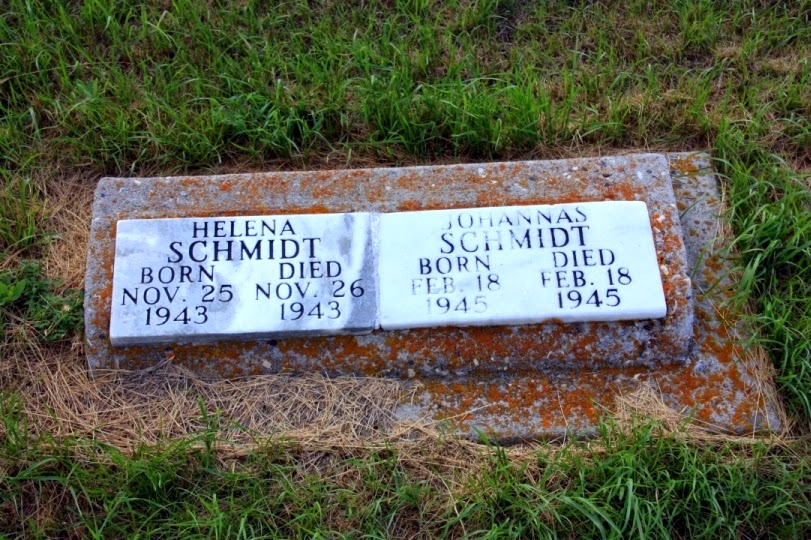 HELENA
SCHMIDT
BORN DIED
NOV. 25 NOV. 26
1943 1943
JOHANNAS
SCHMIDT
BORN DIED
FEB. 18 FEB. 18
1945 1945